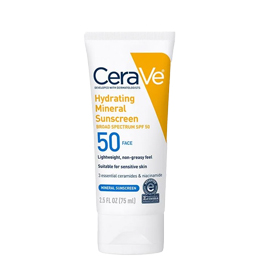 CeraVe
DEVELOPED WITH DERMATOLOGISTS
Hydrating
Mineral
Sunscreen
BROAD SPECTRUM SPF 50
50 FACE
Lightweight, non-greasy feel
Suitable for sensitive skin
3 essential ceramides & niacinamide
MINERAL SUNSCREEN
2.5 FL OZ (75 ml)